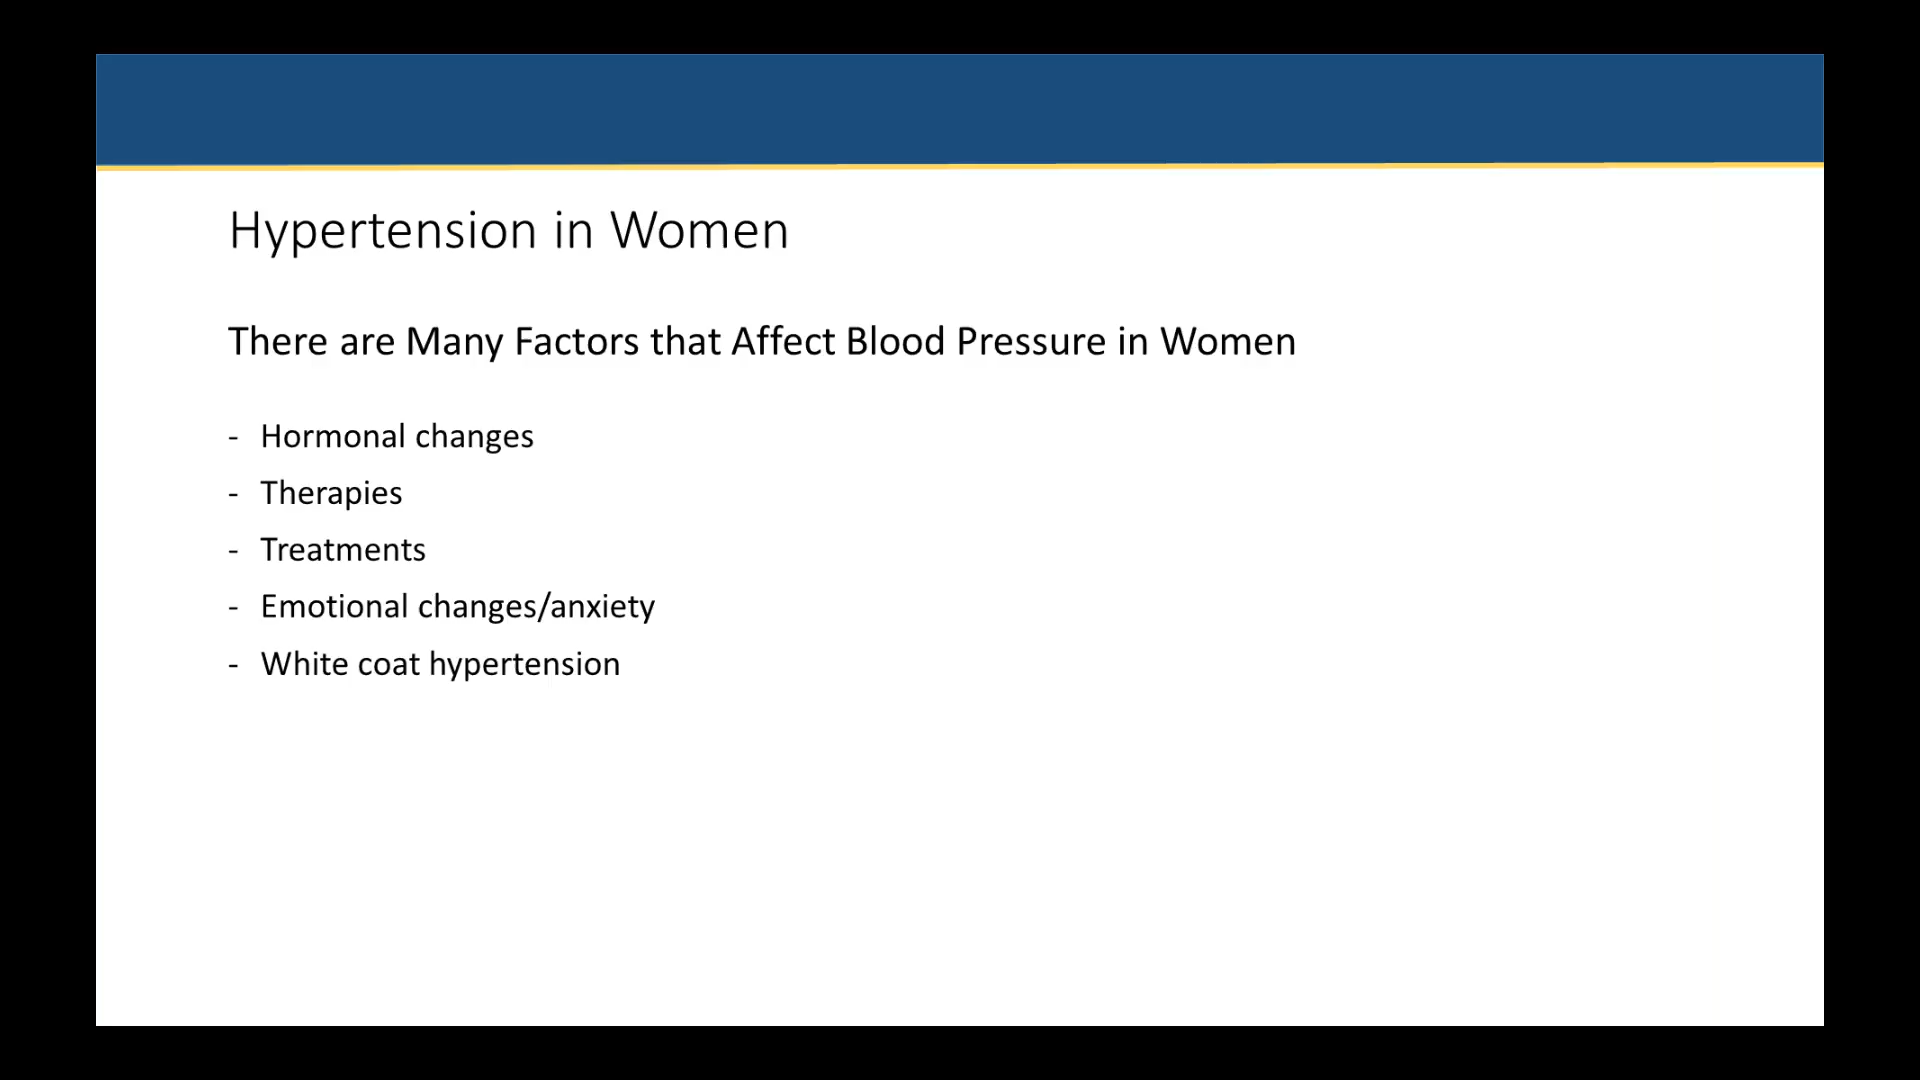 Hypertension in Women
There are Many Factors that Affect Blood Pressure in Women
- Hormonal changes
- Therapies
- Treatments
- Emotional changes/anxiety
- White coat hypertension